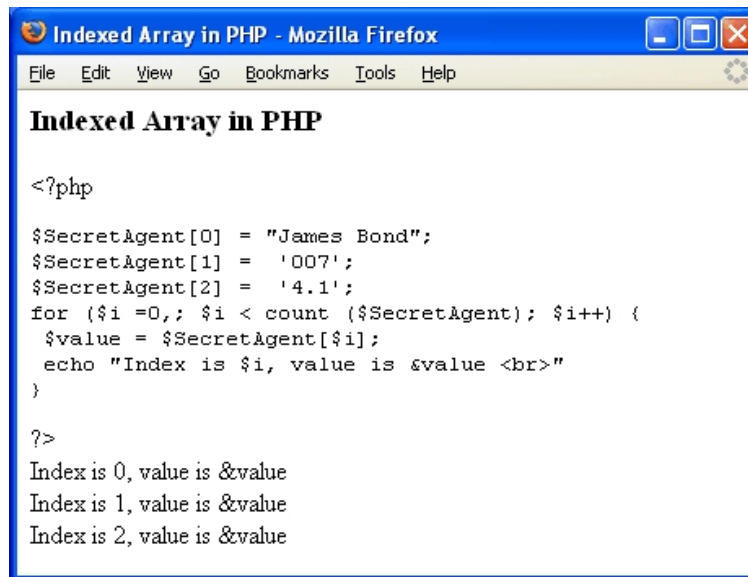 Indexed Array in PHP - Mozilla Firefox
File Edit View Go Bookmarks Tools Help
Indexed Array in PHP
<?php
$SecretAgent[0] = "James Bond";
$SecretAgent[1] =  '007';
$SecretAgent[2] =  '4.1';
for ($i =0,; $i < count ($SecretAgent); $i++) {
 $value = $SecretAgent[$i];
 echo "Index is $i, value is &value <br>"
}
?>
Index is 0, value is &value
Index is 1, value is &value
Index is 2, value is &value